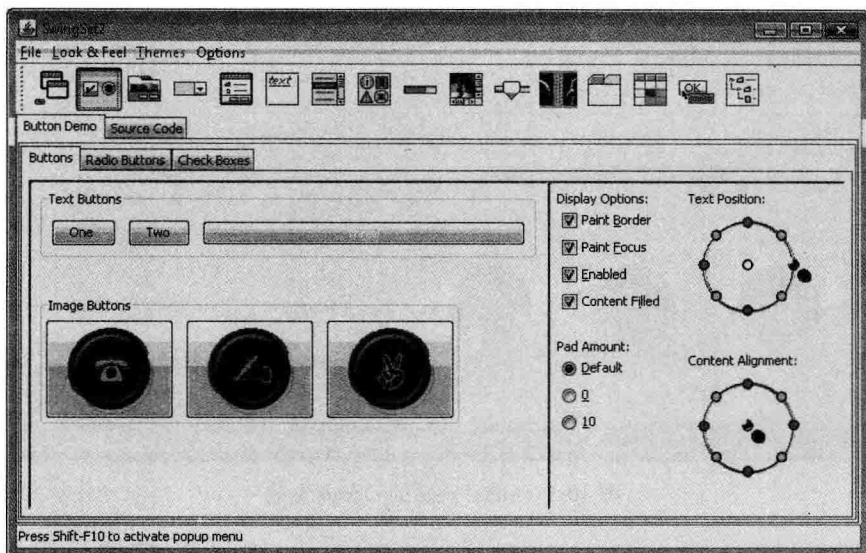 SwingSet2
File Look & Feel Themes Options
text
OK
Button Demo Source Code
Buttons Radio Buttons Check Boxes
Text Buttons
One Two
Image Buttons
Display Options:
Paint Border
Paint Focus
Enabled
Content Filled
Text Position:
Pad Amount:
Default
0
10
Content Alignment:
Press Shift-F10 to activate popup menu